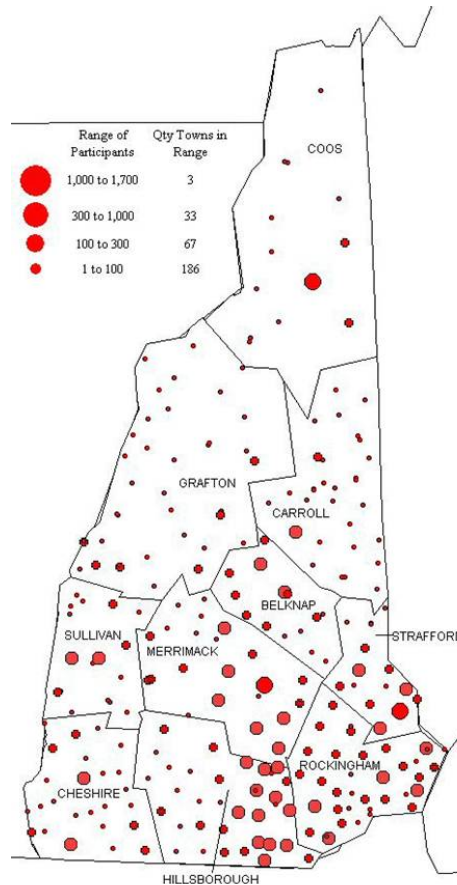 Range of Qty Towns in
Participants Range
1,000 to 1,700 3
300 to 1,000 33
100 to 300 67
1 to 100 186
COOS
GRAFTON
CARROLL
BELKNAP
SULLIVAN
MERRIMACK
STRAFFORD
ROCKINGHAM
CHESHIRE
HILLSBOROUGH